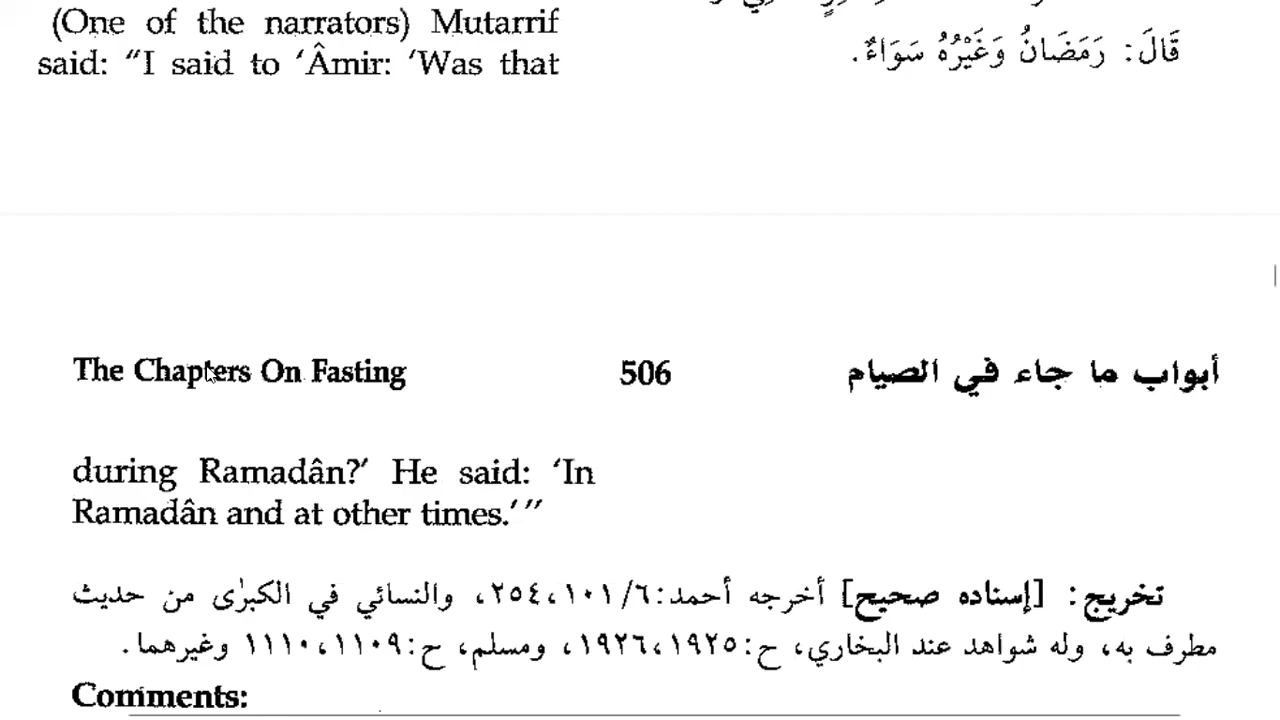 (One of the narrators) Mutarrif
said: "I said to 'Âmir: 'Was that
قَالَ: رَمَضَانُ وَغَيْرُهُ سَوَاءٌ.
The Chapters On Fasting 506 أبواب ما جاء في الصيام
during Ramadân?' He said: 'In
Ramadân and at other times.'"
تخريج: [إسناده صحيح] أخرجه أحمد:٦/ ١٠١، ٢٥٤، والنسائي في الكبرٰى من حديث
مطرف به، وله شواهد عند البخاري، ح:١٩٢٥، ١٩٢٦، ومسلم، ح:١١٠٩، ١١١٠ وغيرهما.
Comments: